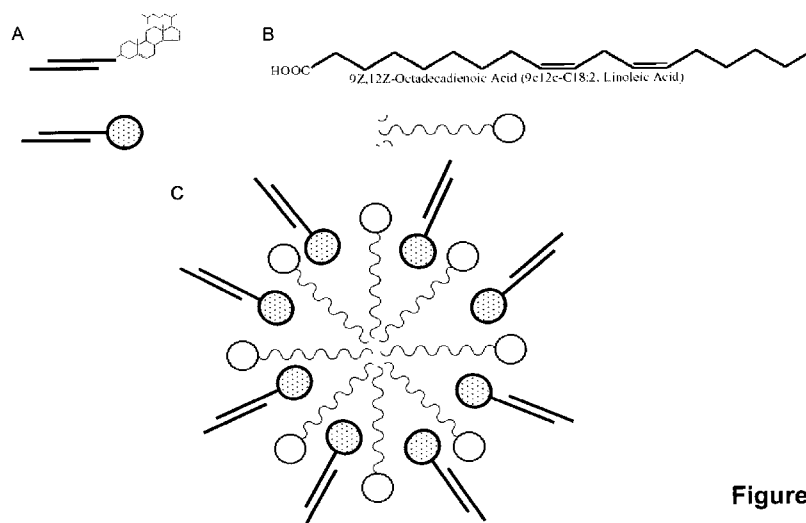 A
B
HOOC
9Z,12Z-Octadecadienoic Acid (9c12c-C18:2, Linoleic Acid)
C
Figure